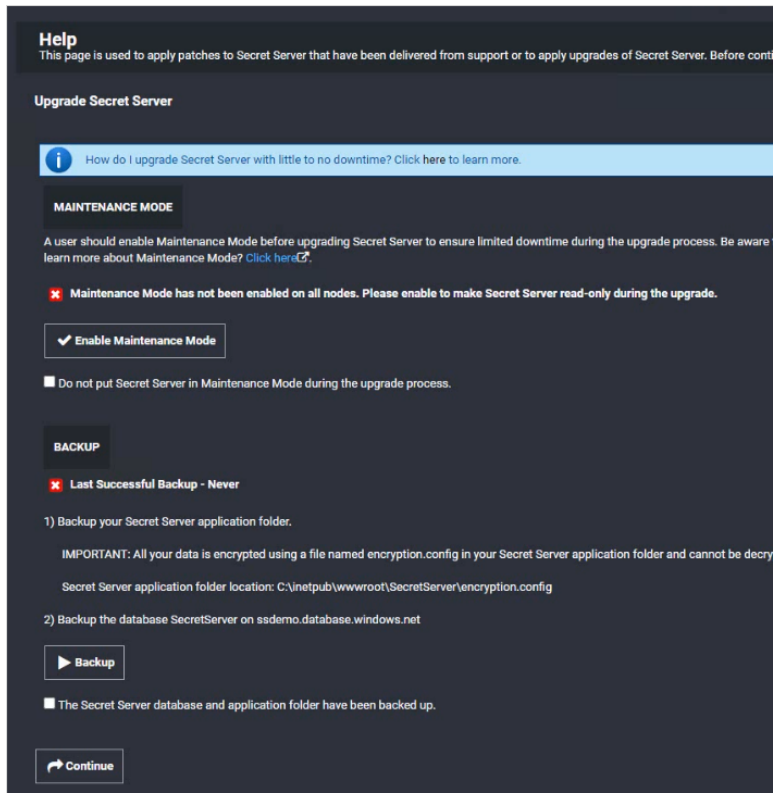 Help
This page is used to apply patches to Secret Server that have been delivered from support or to apply upgrades of Secret Server. Before conti
Upgrade Secret Server
How do I upgrade Secret Server with little to no downtime? Click here to learn more.
MAINTENANCE MODE
A user should enable Maintenance Mode before upgrading Secret Server to ensure limited downtime during the upgrade process. Be aware
learn more about Maintenance Mode? Click here.
Maintenance Mode has not been enabled on all nodes. Please enable to make Secret Server read-only during the upgrade.
Enable Maintenance Mode
Do not put Secret Server in Maintenance Mode during the upgrade process.
BACKUP
Last Successful Backup - Never
1) Backup your Secret Server application folder.
IMPORTANT: All your data is encrypted using a file named encryption.config in your Secret Server application folder and cannot be decry
Secret Server application folder location: C:\inetpub\wwwroot\SecretServer\encryption.config
2) Backup the database SecretServer on ssdemo.database.windows.net
Backup
The Secret Server database and application folder have been backed up.
Continue